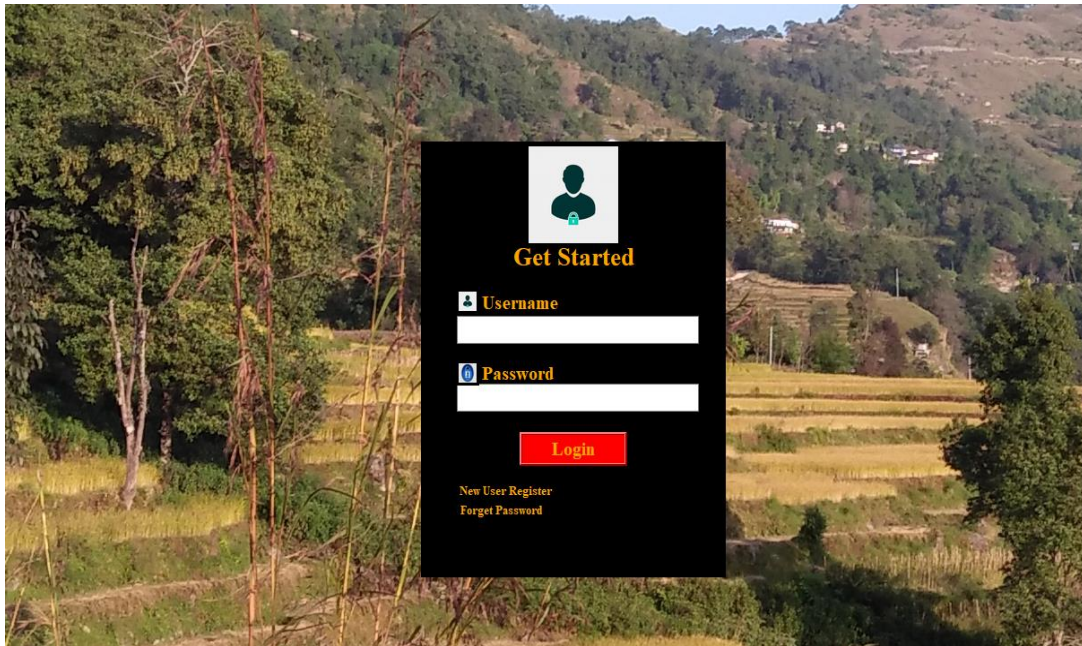 Get Started
Username
Password
Login
New User Register
Forget Password